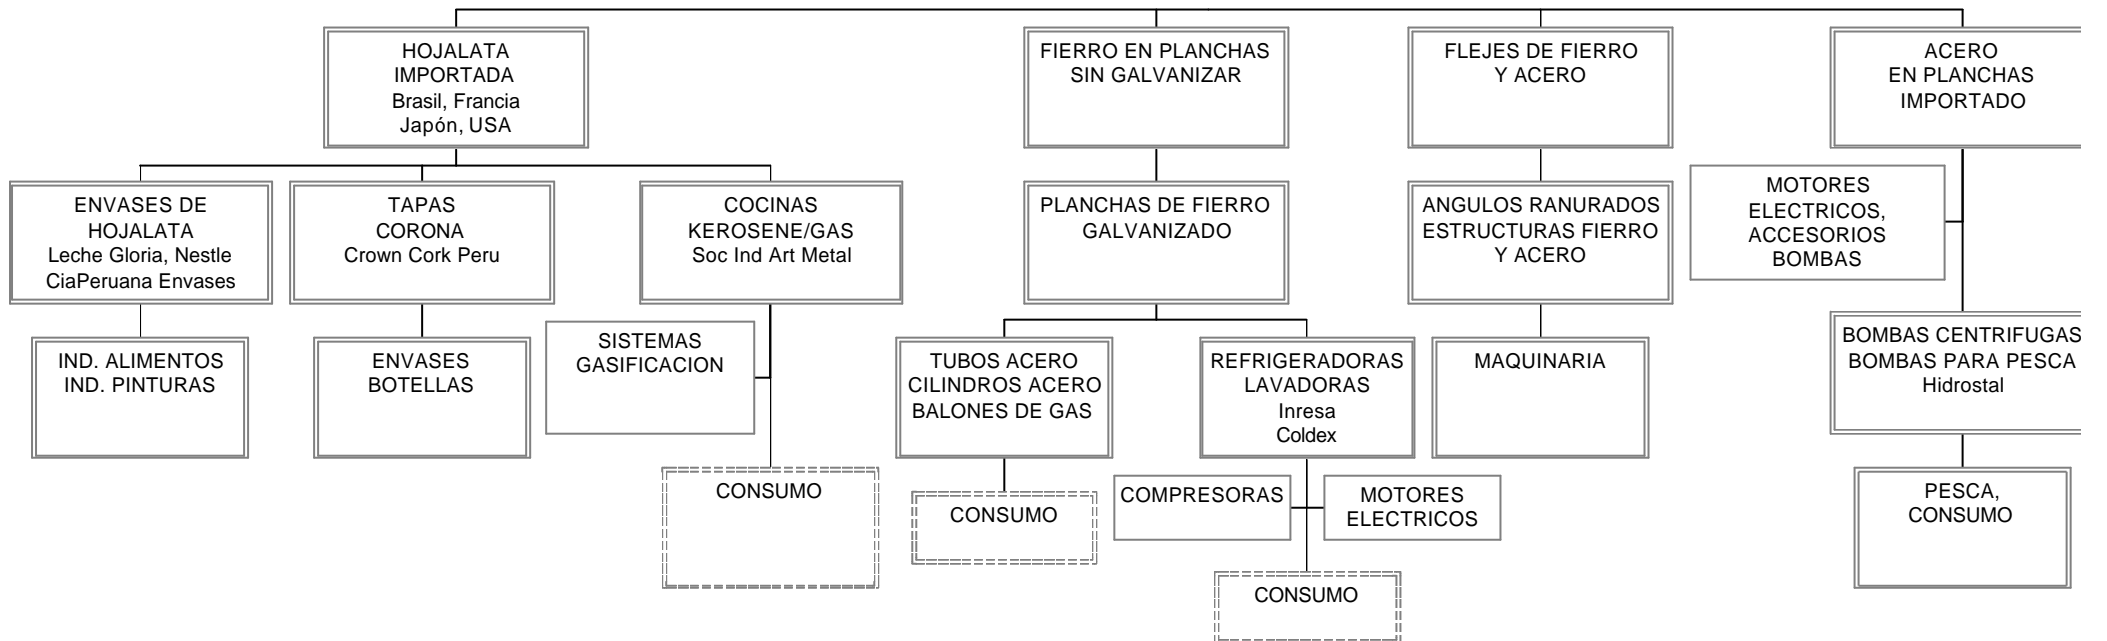 HOJALATA
IMPORTADA
Brasil, Francia
Japón, USA
FIERRO EN PLANCHAS
SIN GALVANIZAR
FLEJES DE FIERRO
Y ACERO
ACERO
EN PLANCHAS
IMPORTADO
ENVASES DE
HOJALATA
Leche Gloria, Nestle
CiaPeruana Envases
TAPAS
CORONA
Crown Cork Peru
COCINAS
KEROSENE/GAS
Soc Ind Art Metal
PLANCHAS DE FIERRO
GALVANIZADO
ANGULOS RANURADOS
ESTRUCTURAS FIERRO
Y ACERO
MOTORES
ELECTRICOS,
ACCESORIOS
BOMBAS
IND. ALIMENTOS
IND. PINTURAS
ENVASES
BOTELLAS
SISTEMAS
GASIFICACION
TUBOS ACERO
CILINDROS ACERO
BALONES DE GAS
REFRIGERADORAS
LAVADORAS
Inresa
Coldex
MAQUINARIA
BOMBAS CENTRIFUGAS
BOMBAS PARA PESCA
Hidrostal
CONSUMO
CONSUMO
COMPRESORAS
MOTORES
ELECTRICOS
PESCA,
CONSUMO
CONSUMO